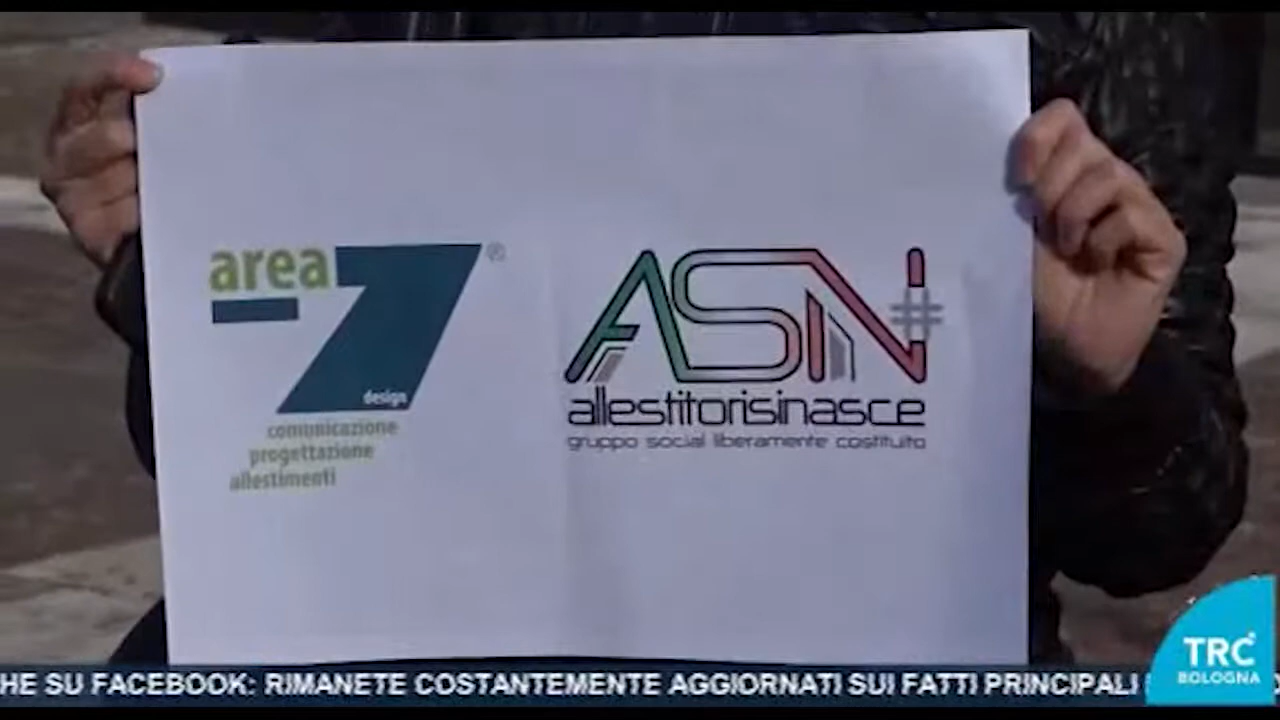 area 7 ®
design
comunicazione
progettazione
allestimenti
ASN#
allestitorisinasce
gruppo social liberamente costituito
TRC
BOLOGNA
HE SU FACEBOOK: RIMANETE COSTANTEMENTE AGGIORNATI SUI FATTI PRINCIPALI